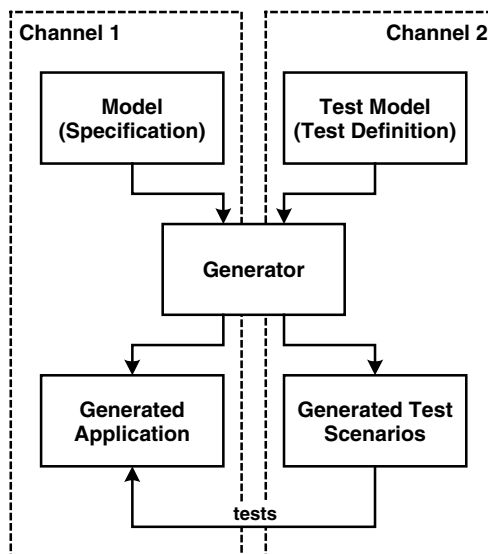 Channel 1
Channel 2
Model
(Specification)
Test Model
(Test Definition)
Generator
Generated
Application
Generated Test
Scenarios
tests